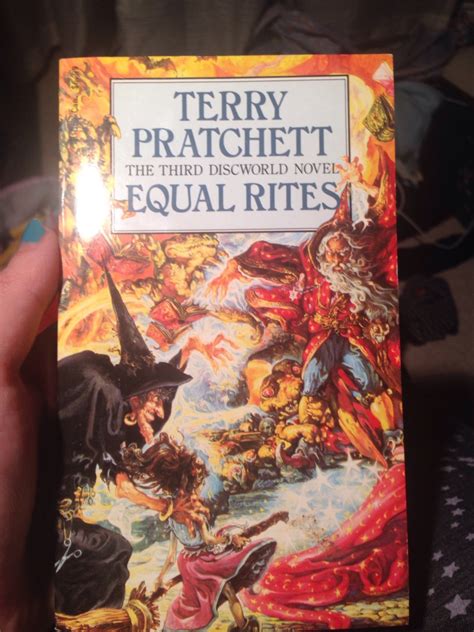 TERRY
PRATCHETT
THE THIRD DISCWORLD NOVEL
EQUAL RITES